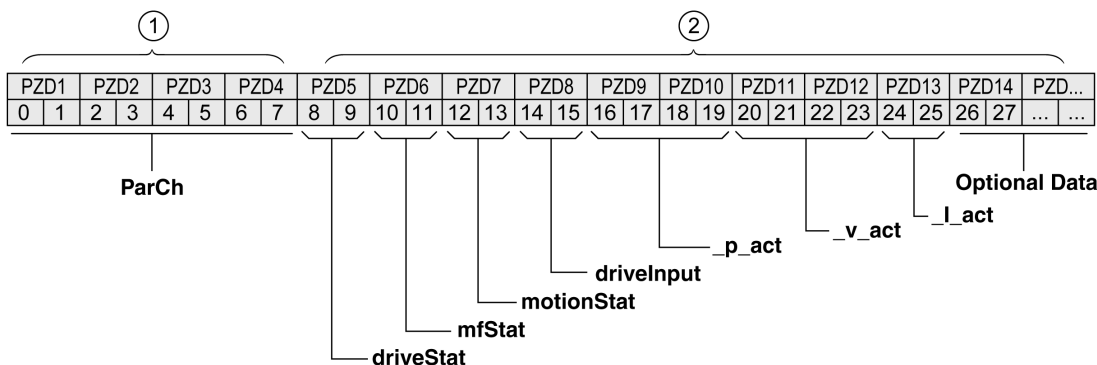 1 2
PZD1 PZD2 PZD3 PZD4 PZD5 PZD6 PZD7 PZD8 PZD9 PZD10 PZD11 PZD12 PZD13 PZD14 PZD...
0 1 2 3 4 5 6 7 8 9 10 11 12 13 14 15 16 17 18 19 20 21 22 23 24 25 26 27 ... ...
ParCh
Optional Data
_I_act
_v_act
_p_act
driveInput
motionStat
mfStat
driveStat